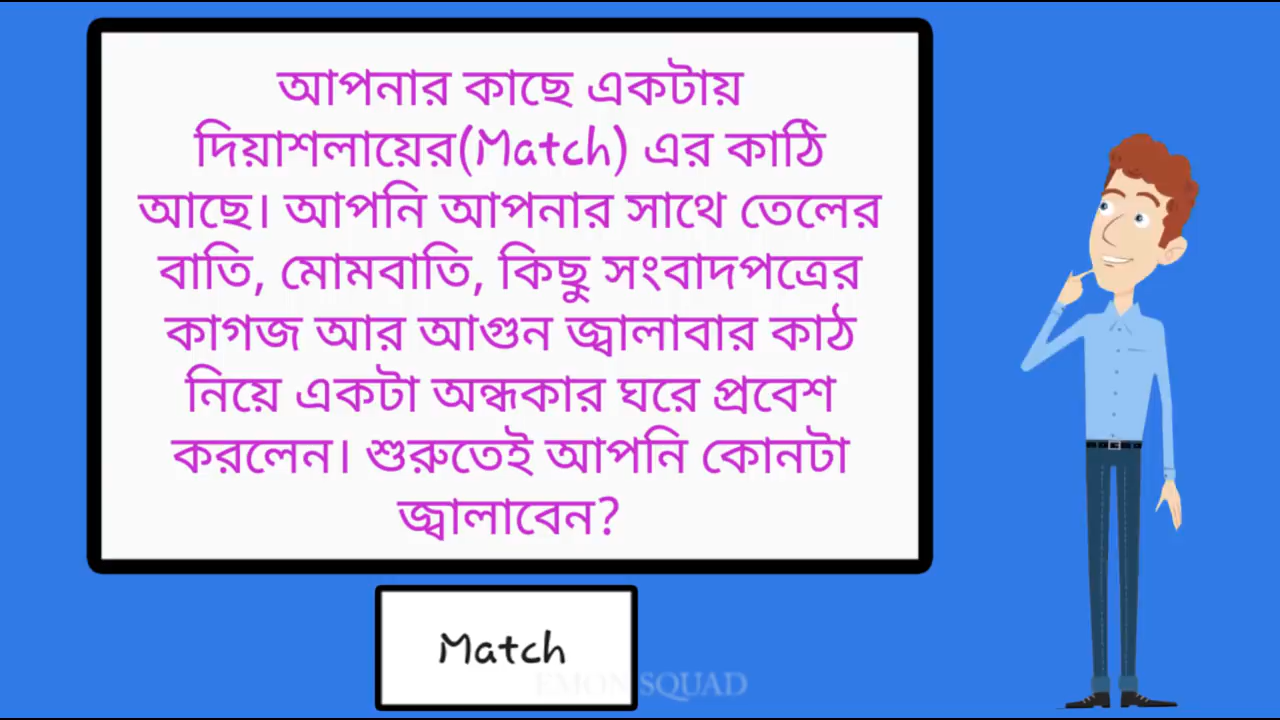 আপনার কাছে একটায়
দিয়াশলায়ের(Match) এর কাঠি
আছে। আপনি আপনার সাথে তেলের
বাতি, মোমবাতি, কিছু সংবাদপত্রের
কাগজ আর আগুন জ্বালাবার কাঠ
নিয়ে একটা অন্ধকার ঘরে প্রবেশ
করলেন। শুরুতেই আপনি কোনটা
জ্বালাবেন?
Match
EMON SQUAD